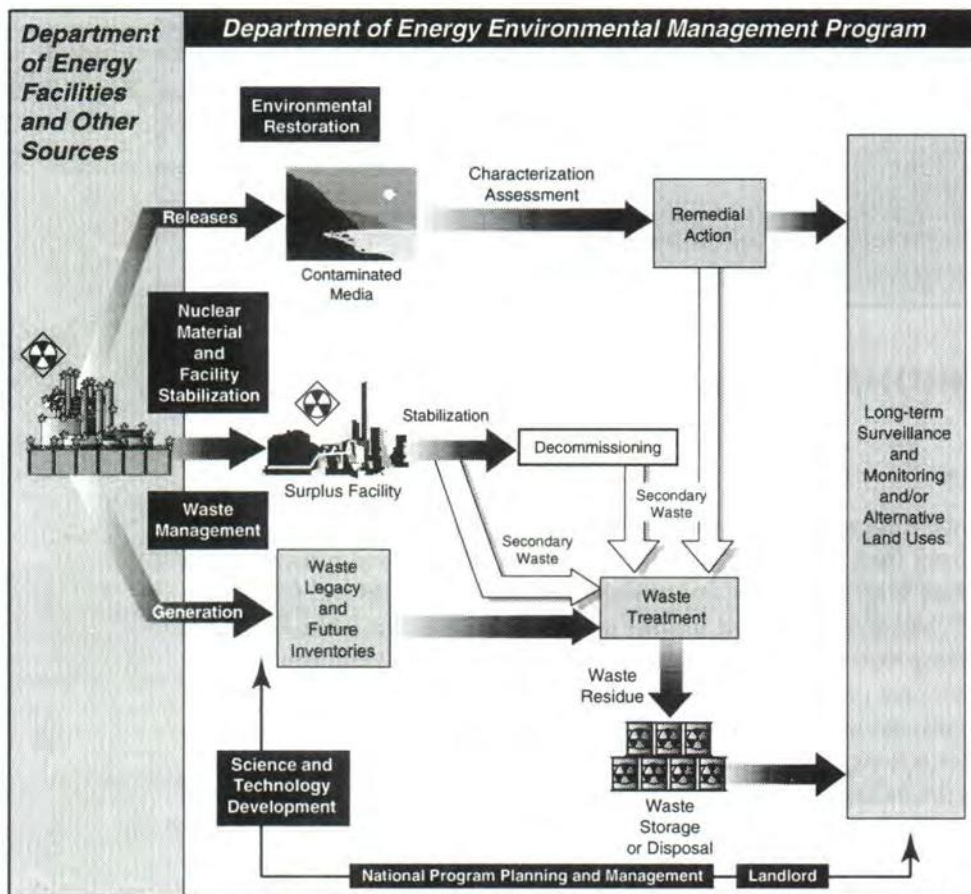 Department
of Energy
Facilities
and Other
Sources
Department of Energy Environmental Management Program
Environmental
Restoration
Releases
Contaminated
Media
Characterization
Assessment
Remedial
Action
Nuclear
Material
and
Facility
Stabilization
Surplus Facility
Stabilization
Decommissioning
Secondary
Waste
Secondary
Waste
Waste
Management
Generation
Waste
Legacy
and
Future
Inventories
Waste
Treatment
Waste
Residue
Waste
Storage
or Disposal
Long-term
Surveillance
and
Monitoring
and/or
Alternative
Land Uses
Science and
Technology
Development
National Program Planning and Management
Landlord